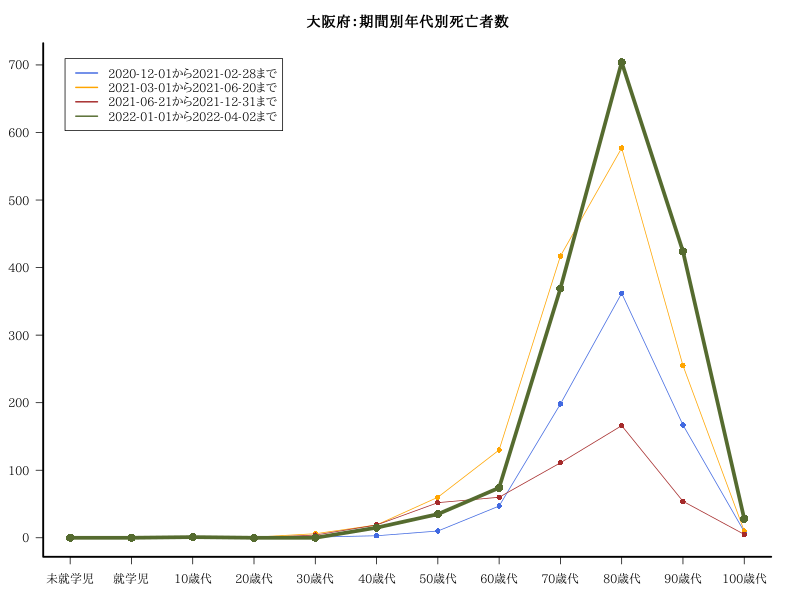 大阪府：期間別年代別死亡者数
2020-12-01から2021-02-28まで
2021-03-01から2021-06-20まで
2021-06-21から2021-12-31まで
2022-01-01から2022-04-02まで
700
600
500
400
300
200
100
0
未就学児 就学児 10歳代 20歳代 30歳代 40歳代 50歳代 60歳代 70歳代 80歳代 90歳代 100歳代